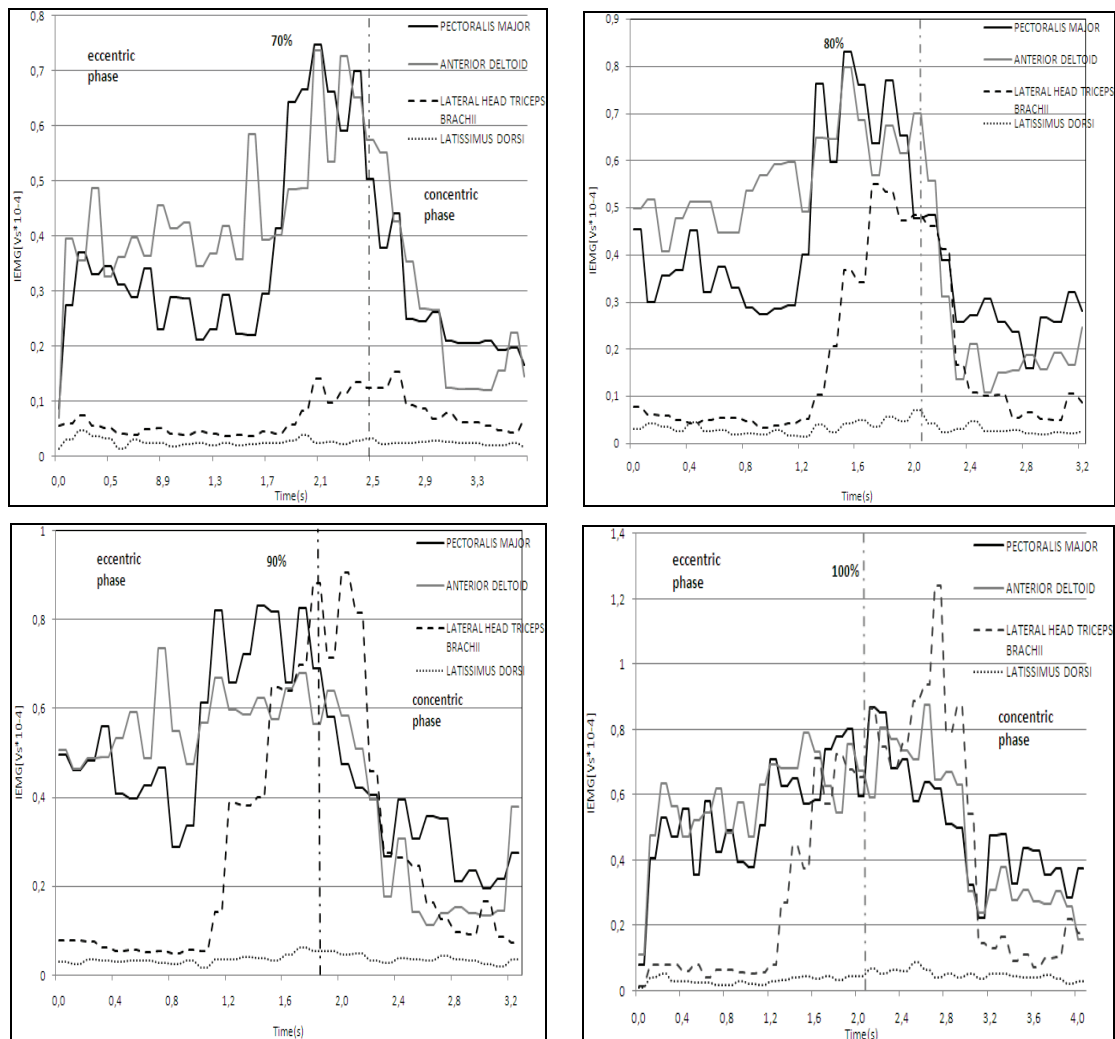 0,8
0,7
0,6
0,5
0,4
0,3
0,2
0,1
0
IEMG[Vs*10-4]
eccentric
phase
70%
PECTORALIS MAJOR
ANTERIOR DELTOID
LATERAL HEAD TRICEPS
BRACHII
LATISSIMUS DORSI
concentric
phase
0,0 0,5 8,9 1,3 1,7 2,1 2,5 2,9 3,3
Time(s)
0,9
0,8
0,7
0,6
0,5
0,4
0,3
0,2
0,1
0
IEMG[Vs*10-4]
80%
PECTORALIS MAJOR
ANTERIOR DELTOID
LATERAL HEAD TRICEPS
BRACHII
LATISSIMUS DORSI
0,0 0,4 0,8 1,2 1,6 2,0 2,4 2,8 3,2
Time(s)
1
0,8
0,6
0,4
0,2
0
IEMG[Vs*10-4]
eccentric
phase
90%
PECTORALIS MAJOR
ANTERIOR DELTOID
LATERAL HEAD TRICEPS
BRACHII
LATISSIMUS DORSI
concentric
phase
0,0 0,4 0,8 1,2 1,6 2,0 2,4 2,8 3,2
Time(s)
1,4
1,2
1
0,8
0,6
0,4
0,2
0
IEMG[Vs*10-4]
eccentric
phase
100%
PECTORALIS MAJOR
ANTERIOR DELTOID
LATERAL HEAD TRICEPS
BRACHII
LATISSIMUS DORSI
concentric
phase
0,0 0,4 0,8 1,2 1,6 2,0 2,4 2,8 3,2 3,6 4,0
Time(s)